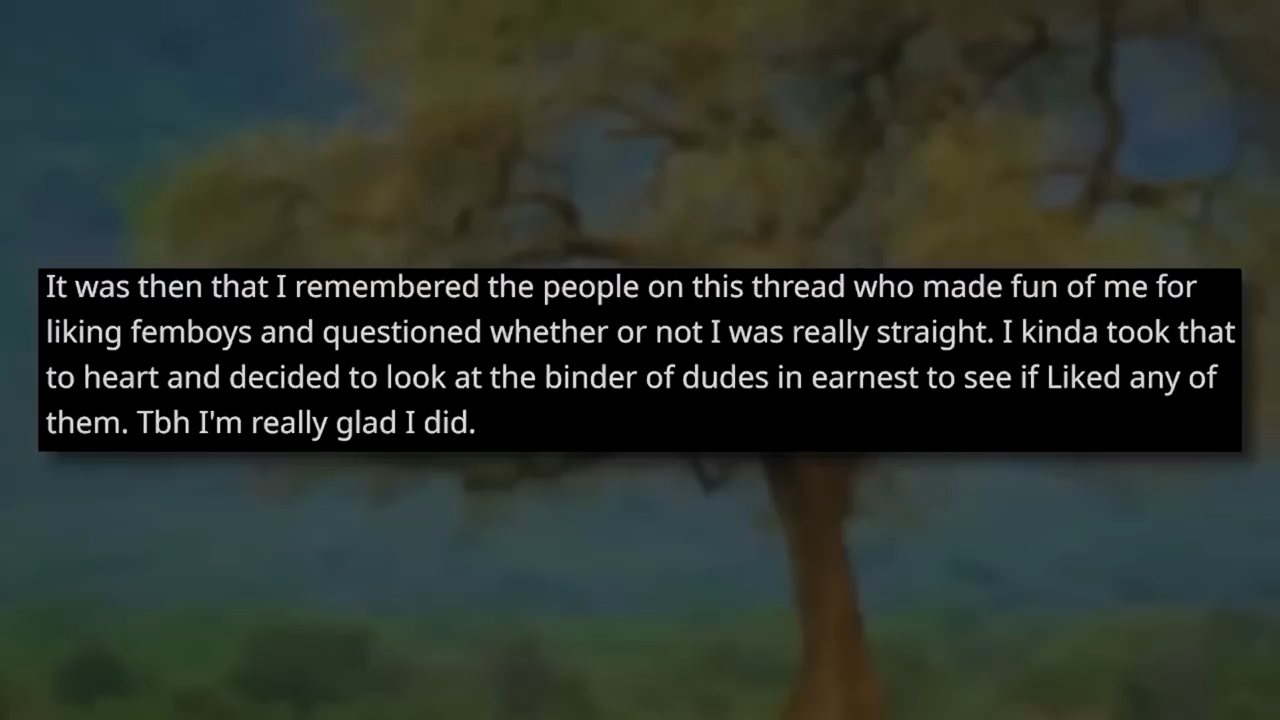 It was then that I remembered the people on this thread who made fun of me for
liking femboys and questioned whether or not I was really straight. I kinda took that
to heart and decided to look at the binder of dudes in earnest to see if Liked any of
them. Tbh I'm really glad I did.